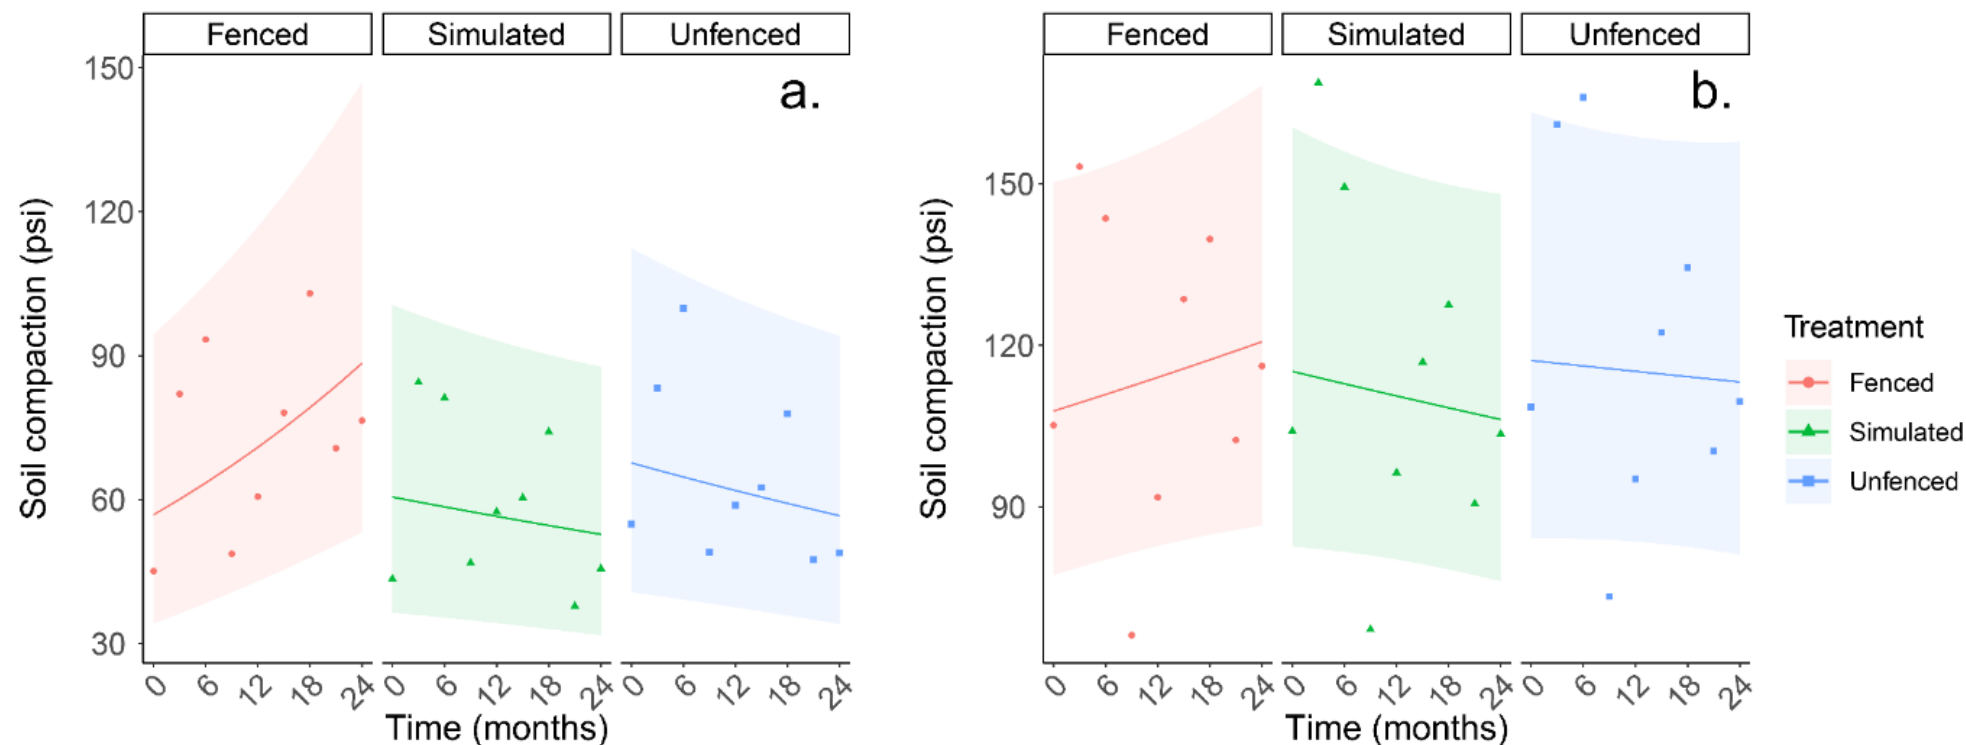 Fenced Simulated Unfenced
a.
150
120
90
60
30
Soil compaction (psi)
0 6 12 18 24 0 6 12 18 24 0 6 12 18 24
Time (months)
Fenced Simulated Unfenced
b.
150
120
90
Soil compaction (psi)
0 6 12 18 24 0 6 12 18 24 0 6 12 18 24
Time (months)
Treatment
Fenced
Simulated
Unfenced